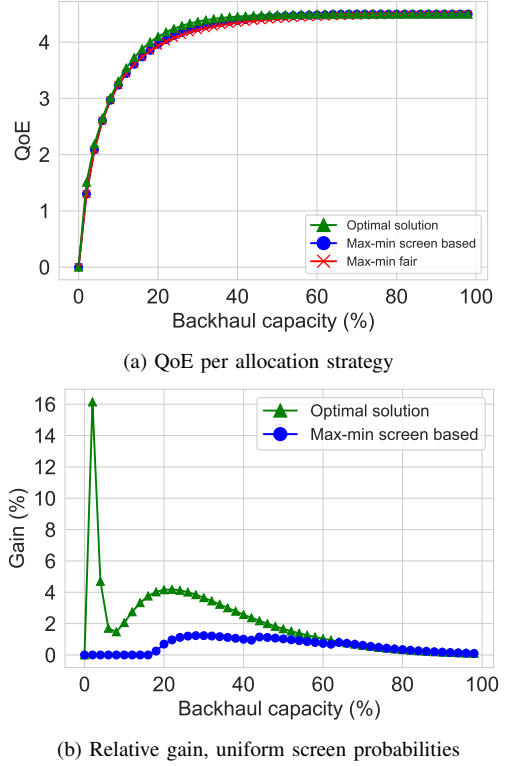 4
3
2
1
0
QoE
Optimal solution
Max-min screen based
Max-min fair
0 20 40 60 80 100
Backhaul capacity (%)
(a) QoE per allocation strategy
16
14
12
10
8
6
4
2
0
Gain (%)
Optimal solution
Max-min screen based
0 20 40 60 80 100
Backhaul capacity (%)
(b) Relative gain, uniform screen probabilities